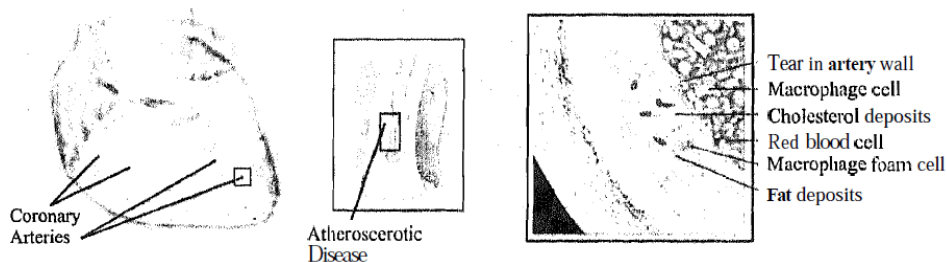 Coronary
Arteries
Atheroscerotic
Disease
Tear in artery wall
Macrophage cell
Cholesterol deposits
Red blood cell
Macrophage foam cell
Fat deposits